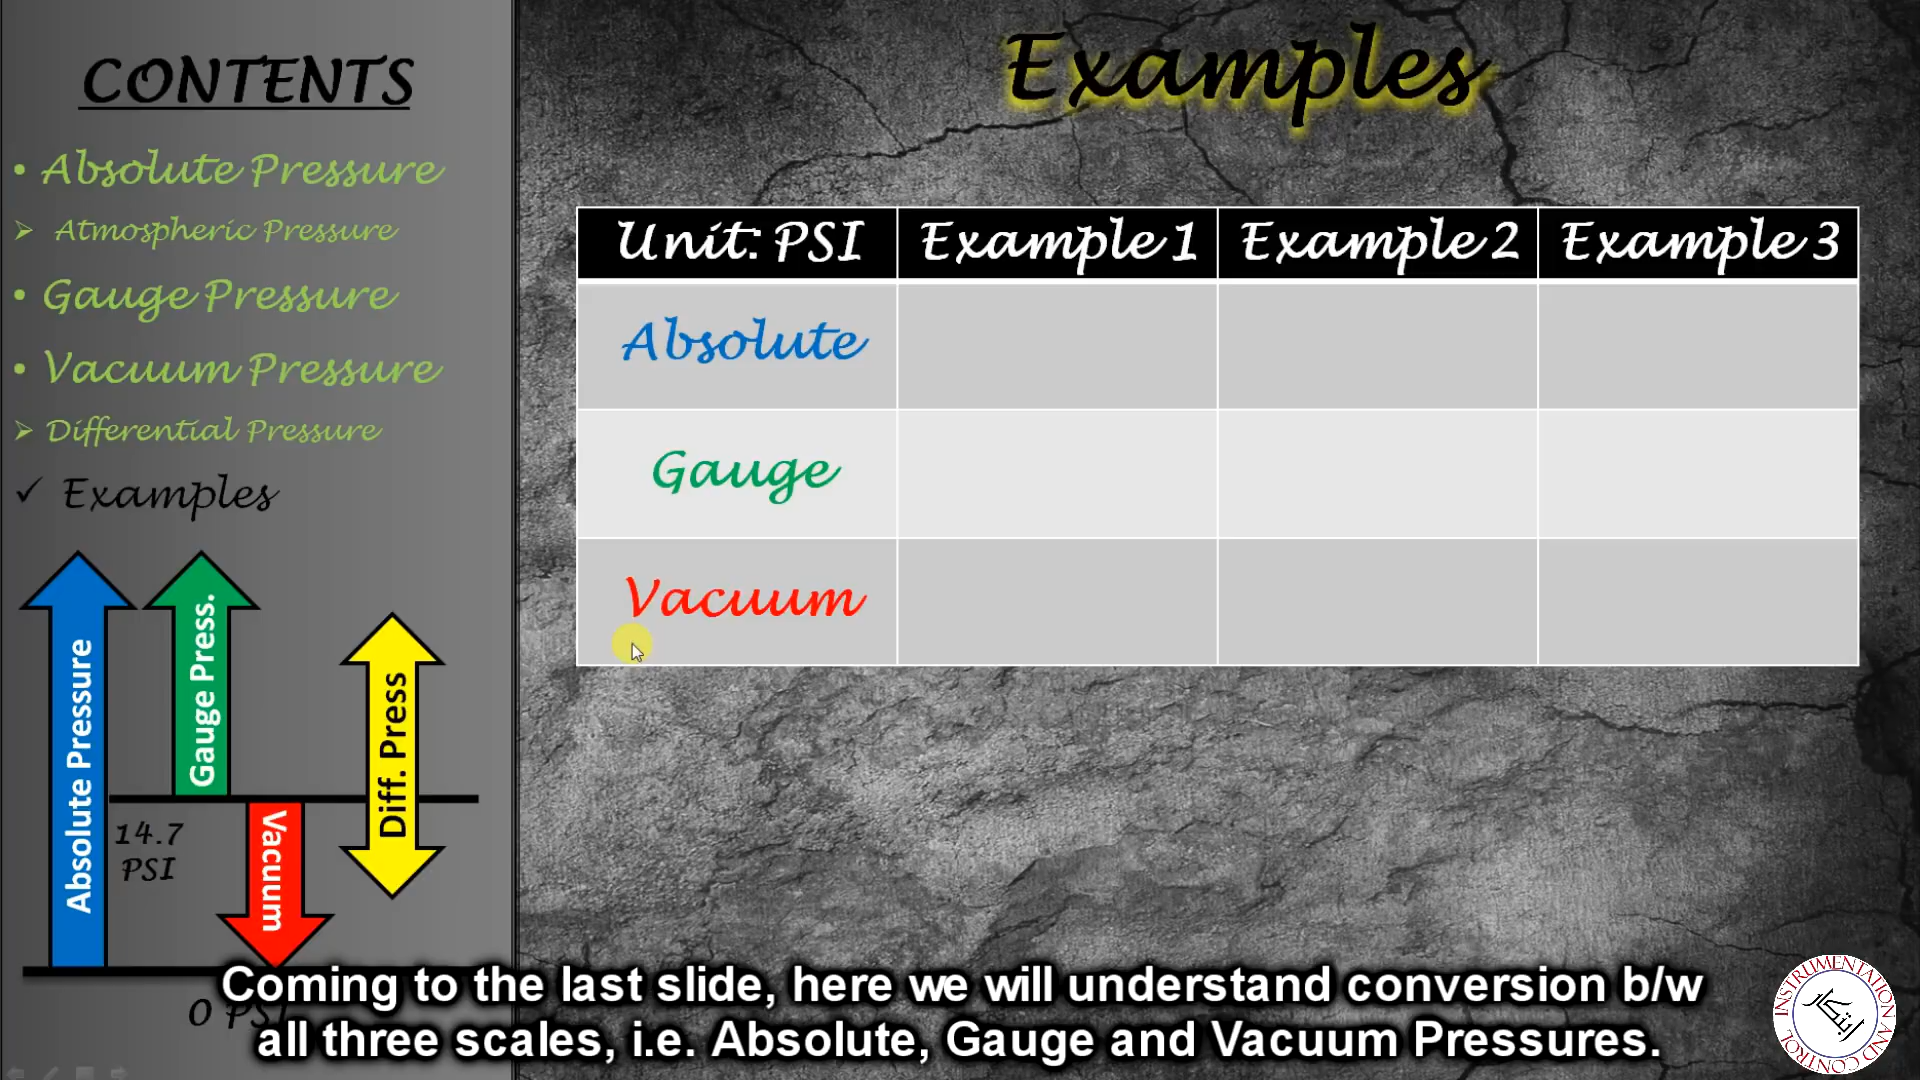 CONTENTS
• Absolute Pressure
➢ Atmospheric Pressure
• Gauge Pressure
• Vacuum Pressure
➢ Differential Pressure
✓ Examples
Absolute Pressure
Gauge Press.
Vacuum
Diff. Press
14.7
PSI
0 PSI
Examples
Unit: PSI Example 1 Example 2 Example 3
Absolute
Gauge
Vacuum
Coming to the last slide, here we will understand conversion b/w
all three scales, i.e. Absolute, Gauge and Vacuum Pressures.
INSTRUMENTATION AND CONTROL
ابتکار